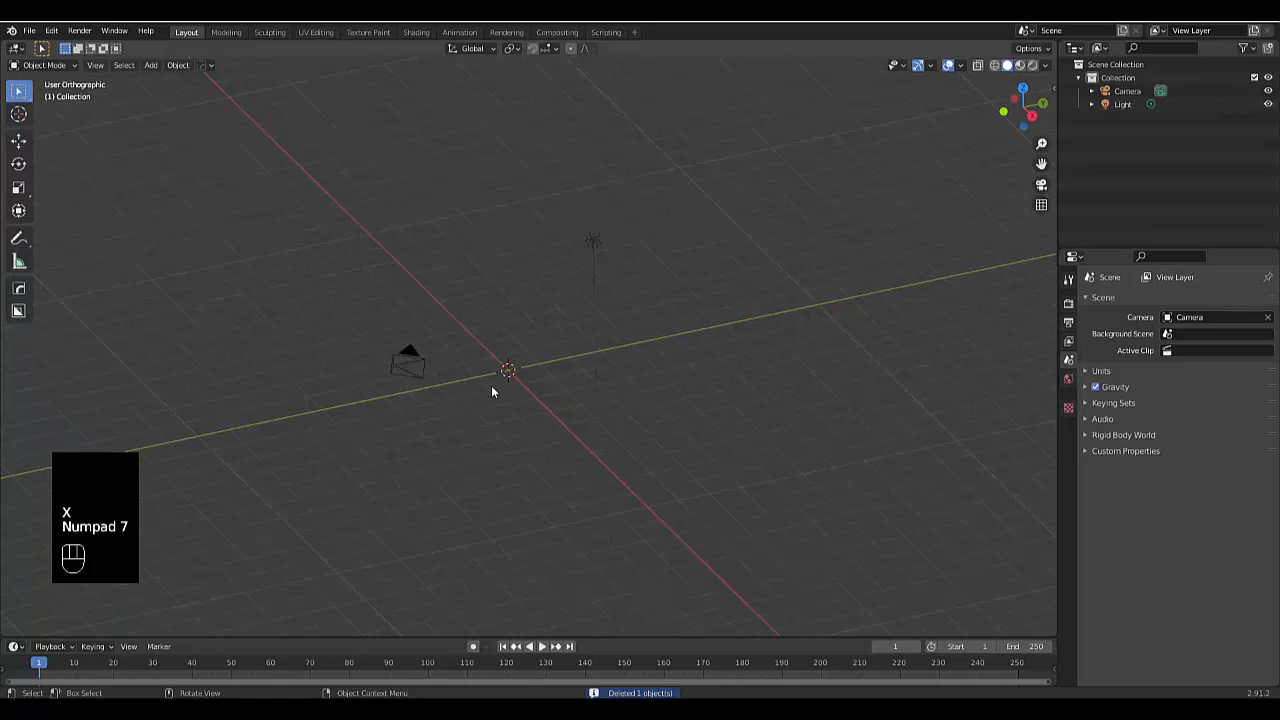 File Edit Render Window Help Layout Modeling Sculpting UV Editing Texture Paint Shading Animation Rendering Compositing Scripting + Scene View Layer
Global Options
Object Mode View Select Add Object
User Orthographic
(1) Collection
Z
Y
X
Scene Collection
Collection
Camera
Light
Scene View Layer
Scene
Camera Camera
Background Scene
Active Clip
Units
Gravity
Keying Sets
Audio
Rigid Body World
Custom Properties
X
Numpad 7
Playback Keying View Marker 1 Start 1 End 250
1 10 20 30 40 50 60 70 80 90 100 110 120 130 140 150 160 170 180 190 200 210 220 230 240 250
Select Box Select Rotate View Object Context Menu Deleted 1 object(s) 2.91.2